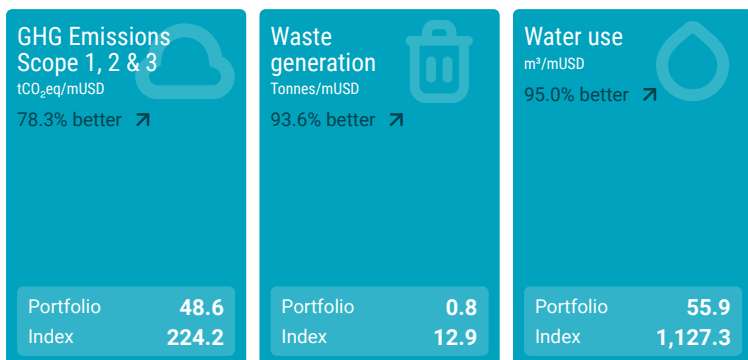 GHG Emissions
Scope 1, 2 & 3
tCO₂eq/mUSD
78.3% better
Portfolio 48.6
Index 224.2
Waste
generation
Tonnes/mUSD
93.6% better
Portfolio 0.8
Index 12.9
Water use
m³/mUSD
95.0% better
Portfolio 55.9
Index 1,127.3